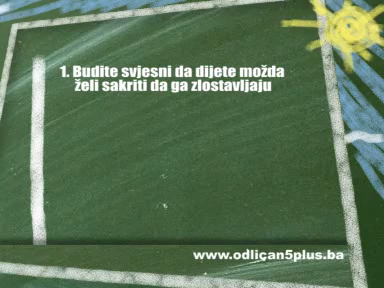 1. Budite svjesni da dijete možda
želi sakriti da ga zlostavljaju
www.odličan5plus.ba